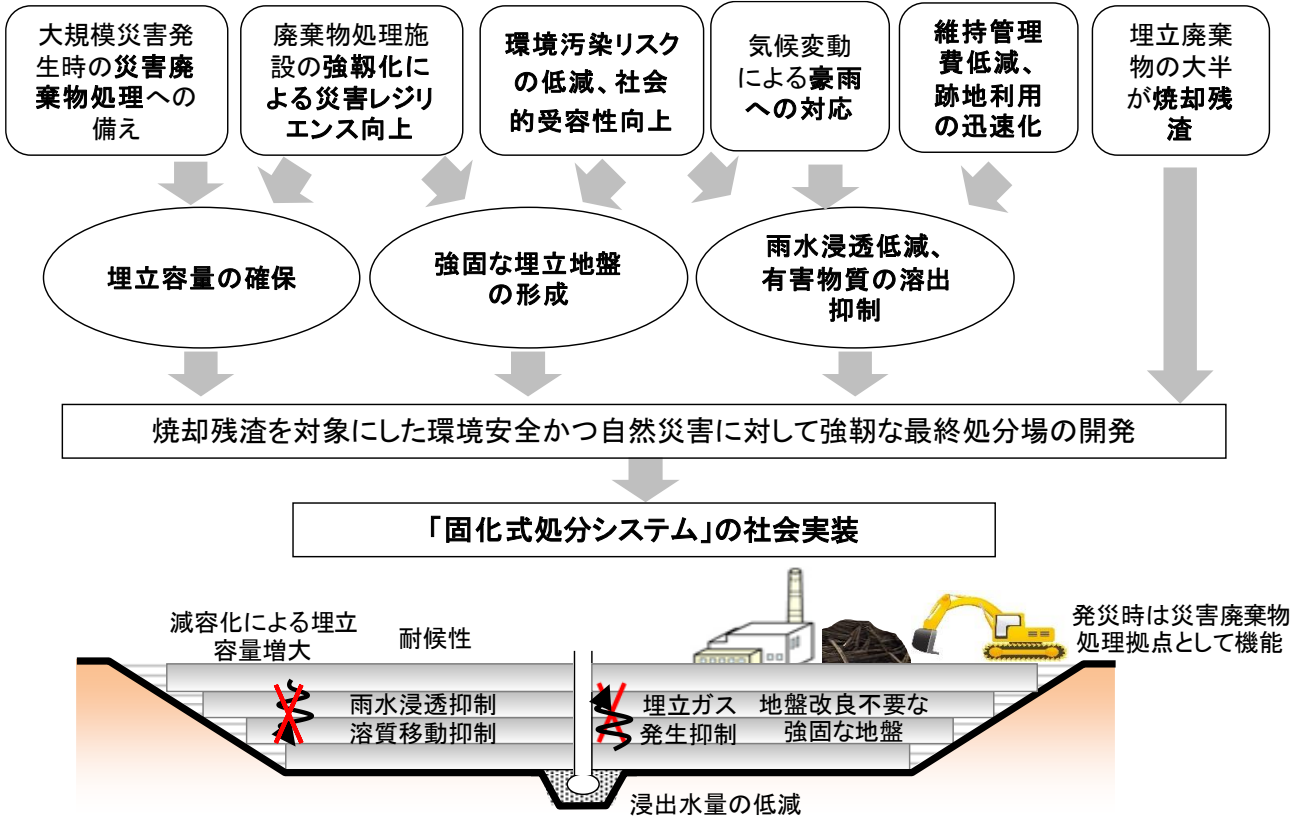 大規模災害発
生時の災害廃
棄物処理への
備え
廃棄物処理施
設の強靭化に
よる災害レジリ
エンス向上
環境汚染リスク
の低減、社会
的受容性向上
気候変動
による豪雨
への対応
維持管理
費低減、
跡地利用
の迅速化
埋立廃棄
物の大半
が焼却残
渣
埋立容量の確保
強固な埋立地盤
の形成
雨水浸透低減、
有害物質の溶出
抑制
焼却残渣を対象にした環境安全かつ自然災害に対して強靭な最終処分場の開発
「固化式処分システム」の社会実装
減容化による埋立
容量増大
耐候性
発災時は災害廃棄物
処理拠点として機能
雨水浸透抑制
溶質移動抑制
埋立ガス
発生抑制
地盤改良不要な
強固な地盤
浸出水量の低減